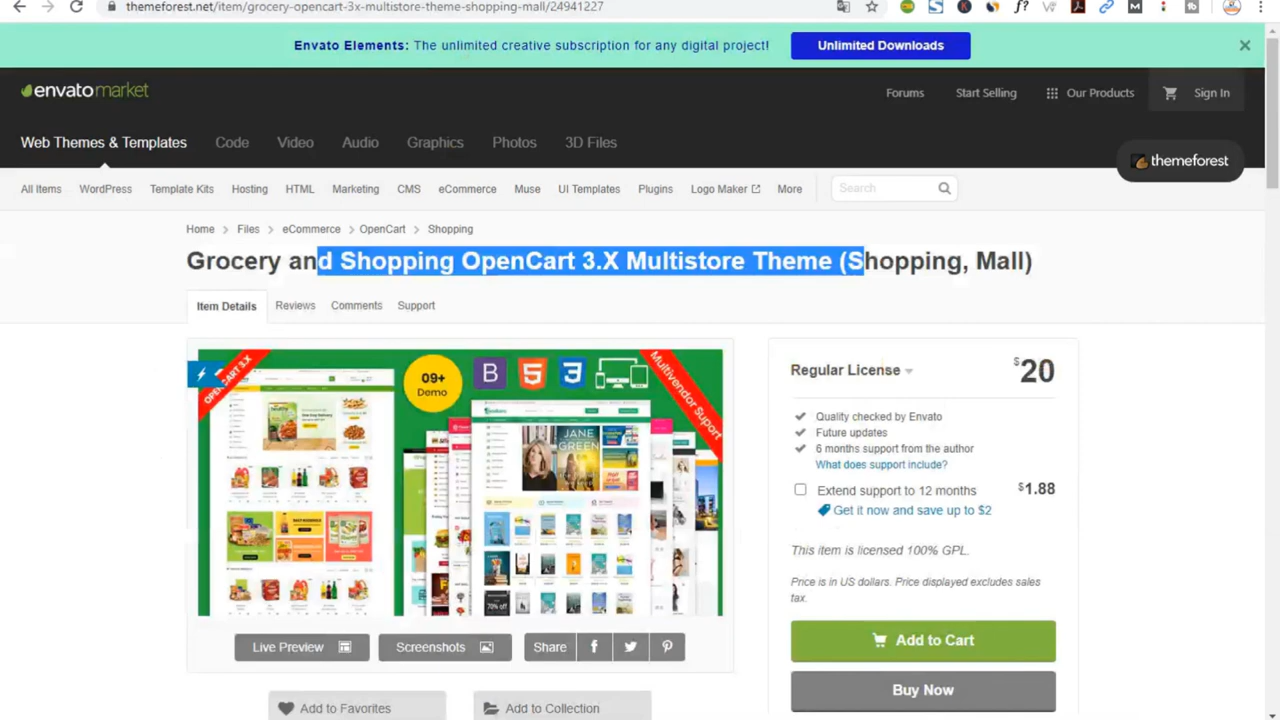 themeforest.net/item/grocery-opencart-3x-multistore-theme-shopping-mall/24941227
Envato Elements: The unlimited creative subscription for any digital project!
Unlimited Downloads
envatomarket
Forums
Start Selling
Our Products
Sign In
Web Themes & Templates
Code
Video
Audio
Graphics
Photos
3D Files
themeforest
All Items
WordPress
Template Kits
Hosting
HTML
Marketing
CMS
eCommerce
Muse
UI Templates
Plugins
Logo Maker
More
Search
Home
Files
eCommerce
OpenCart
Shopping
Grocery and Shopping OpenCart 3.X Multistore Theme (Shopping, Mall)
Item Details
Reviews
Comments
Support
OPENCART 3.X
09+
Demo
B
5
3
Multivendor Suport
JANE
GREEN
70% off
Regular License
$20
Quality checked by Envato
Future updates
6 months support from the author
What does support include?
Extend support to 12 months
$1.88
Get it now and save up to $2
This item is licensed 100% GPL.
Price is in US dollars. Price displayed excludes sales
tax.
Add to Cart
Buy Now
Live Preview
Screenshots
Share
Add to Favorites
Add to Collection